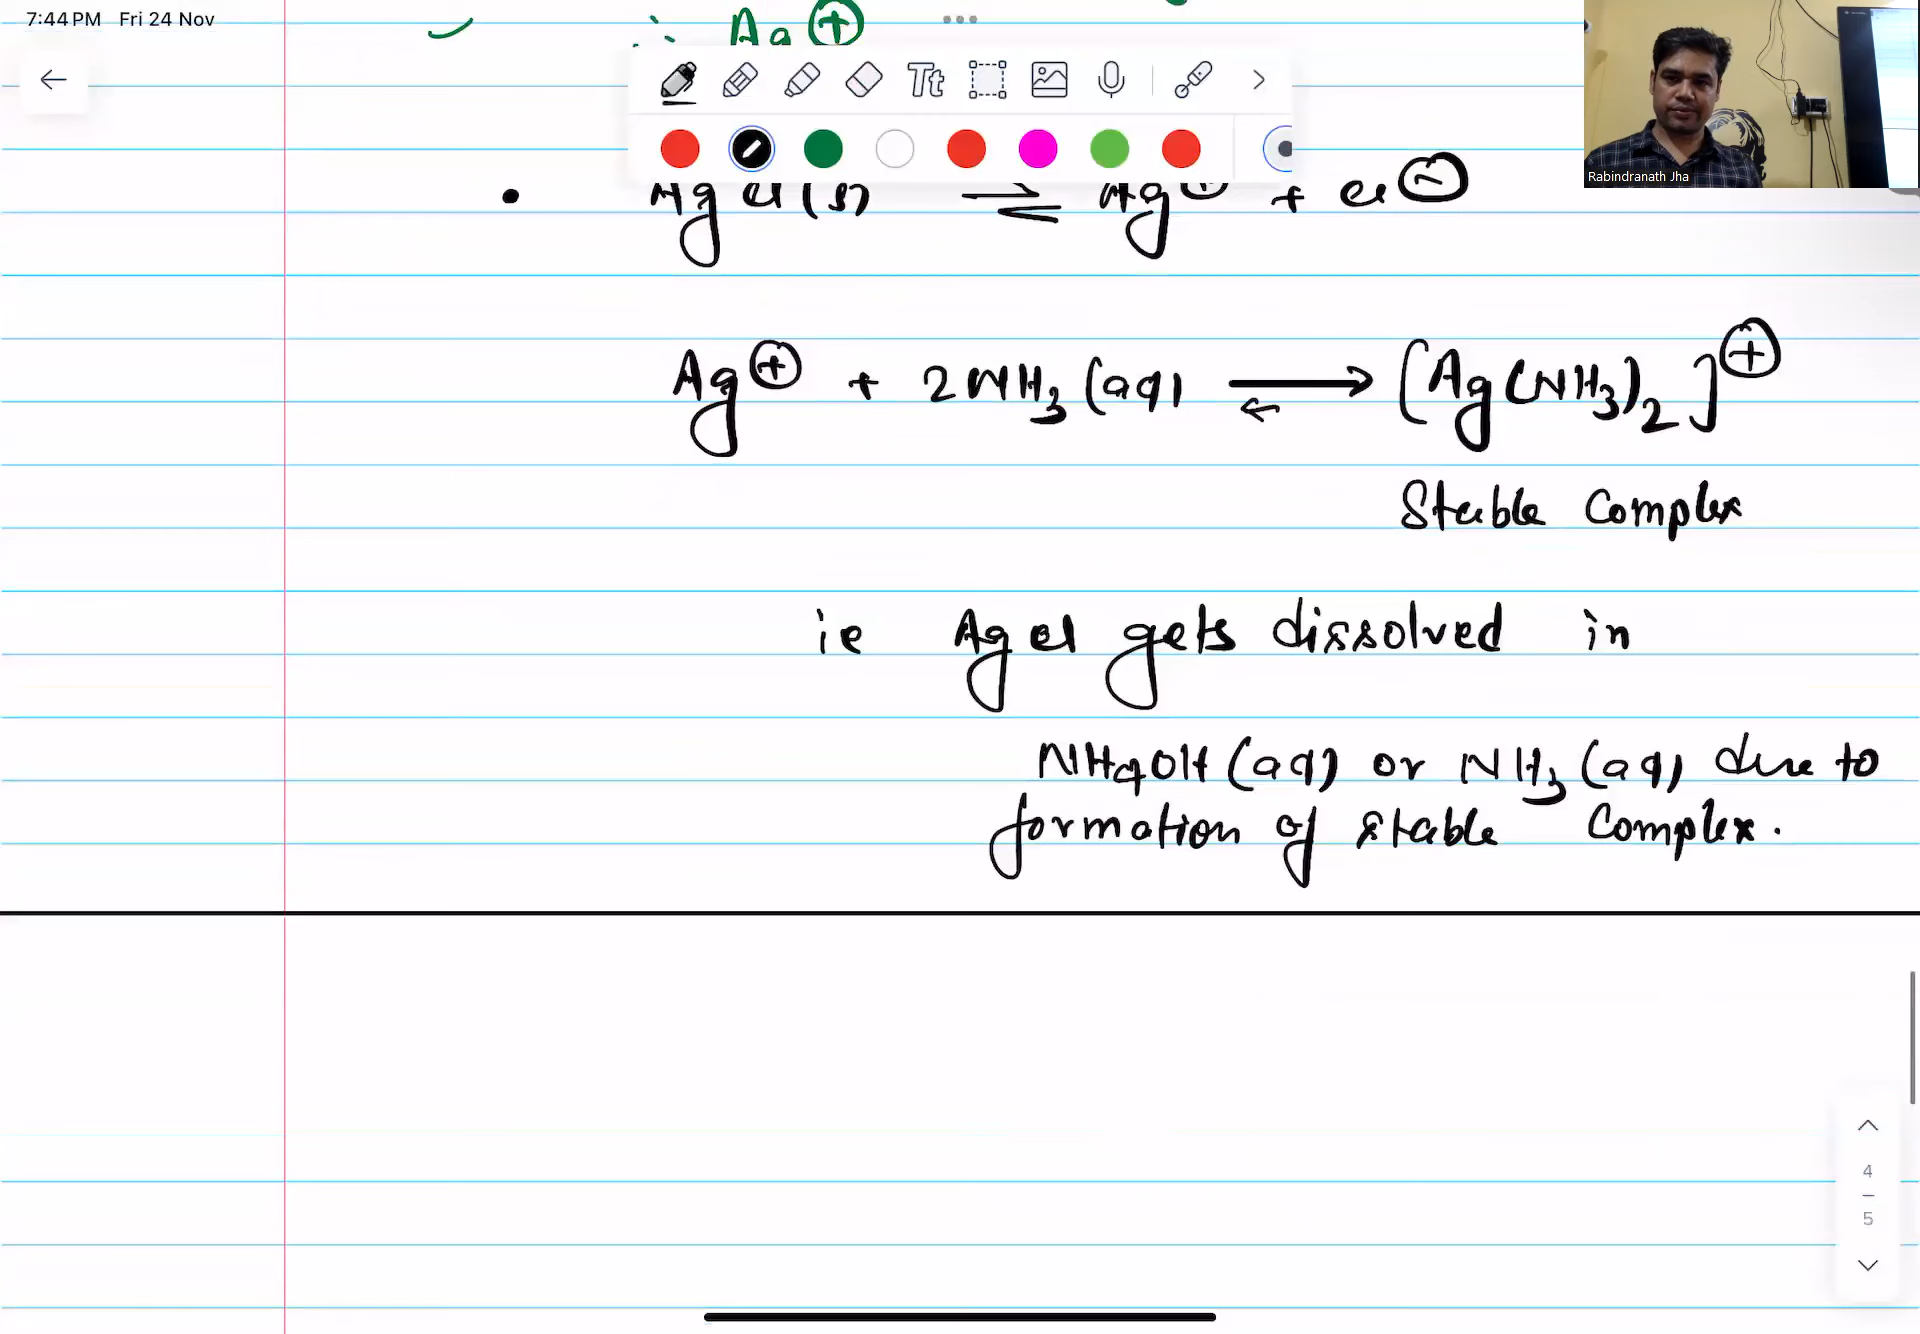 7:44 PM Fri 24 Nov
∴ Ag⊕
Tt
Rabindranath Jha
• AgCl(s) ⇌ Ag⊕ + Cl⊖
Ag⊕ + 2NH₃(aq) ⇌ [Ag(NH₃)₂]⊕
Stable Complex
ie AgCl gets dissolved in
NH₄OH(aq) or NH₃(aq) due to
formation of stable Complex.
4
5